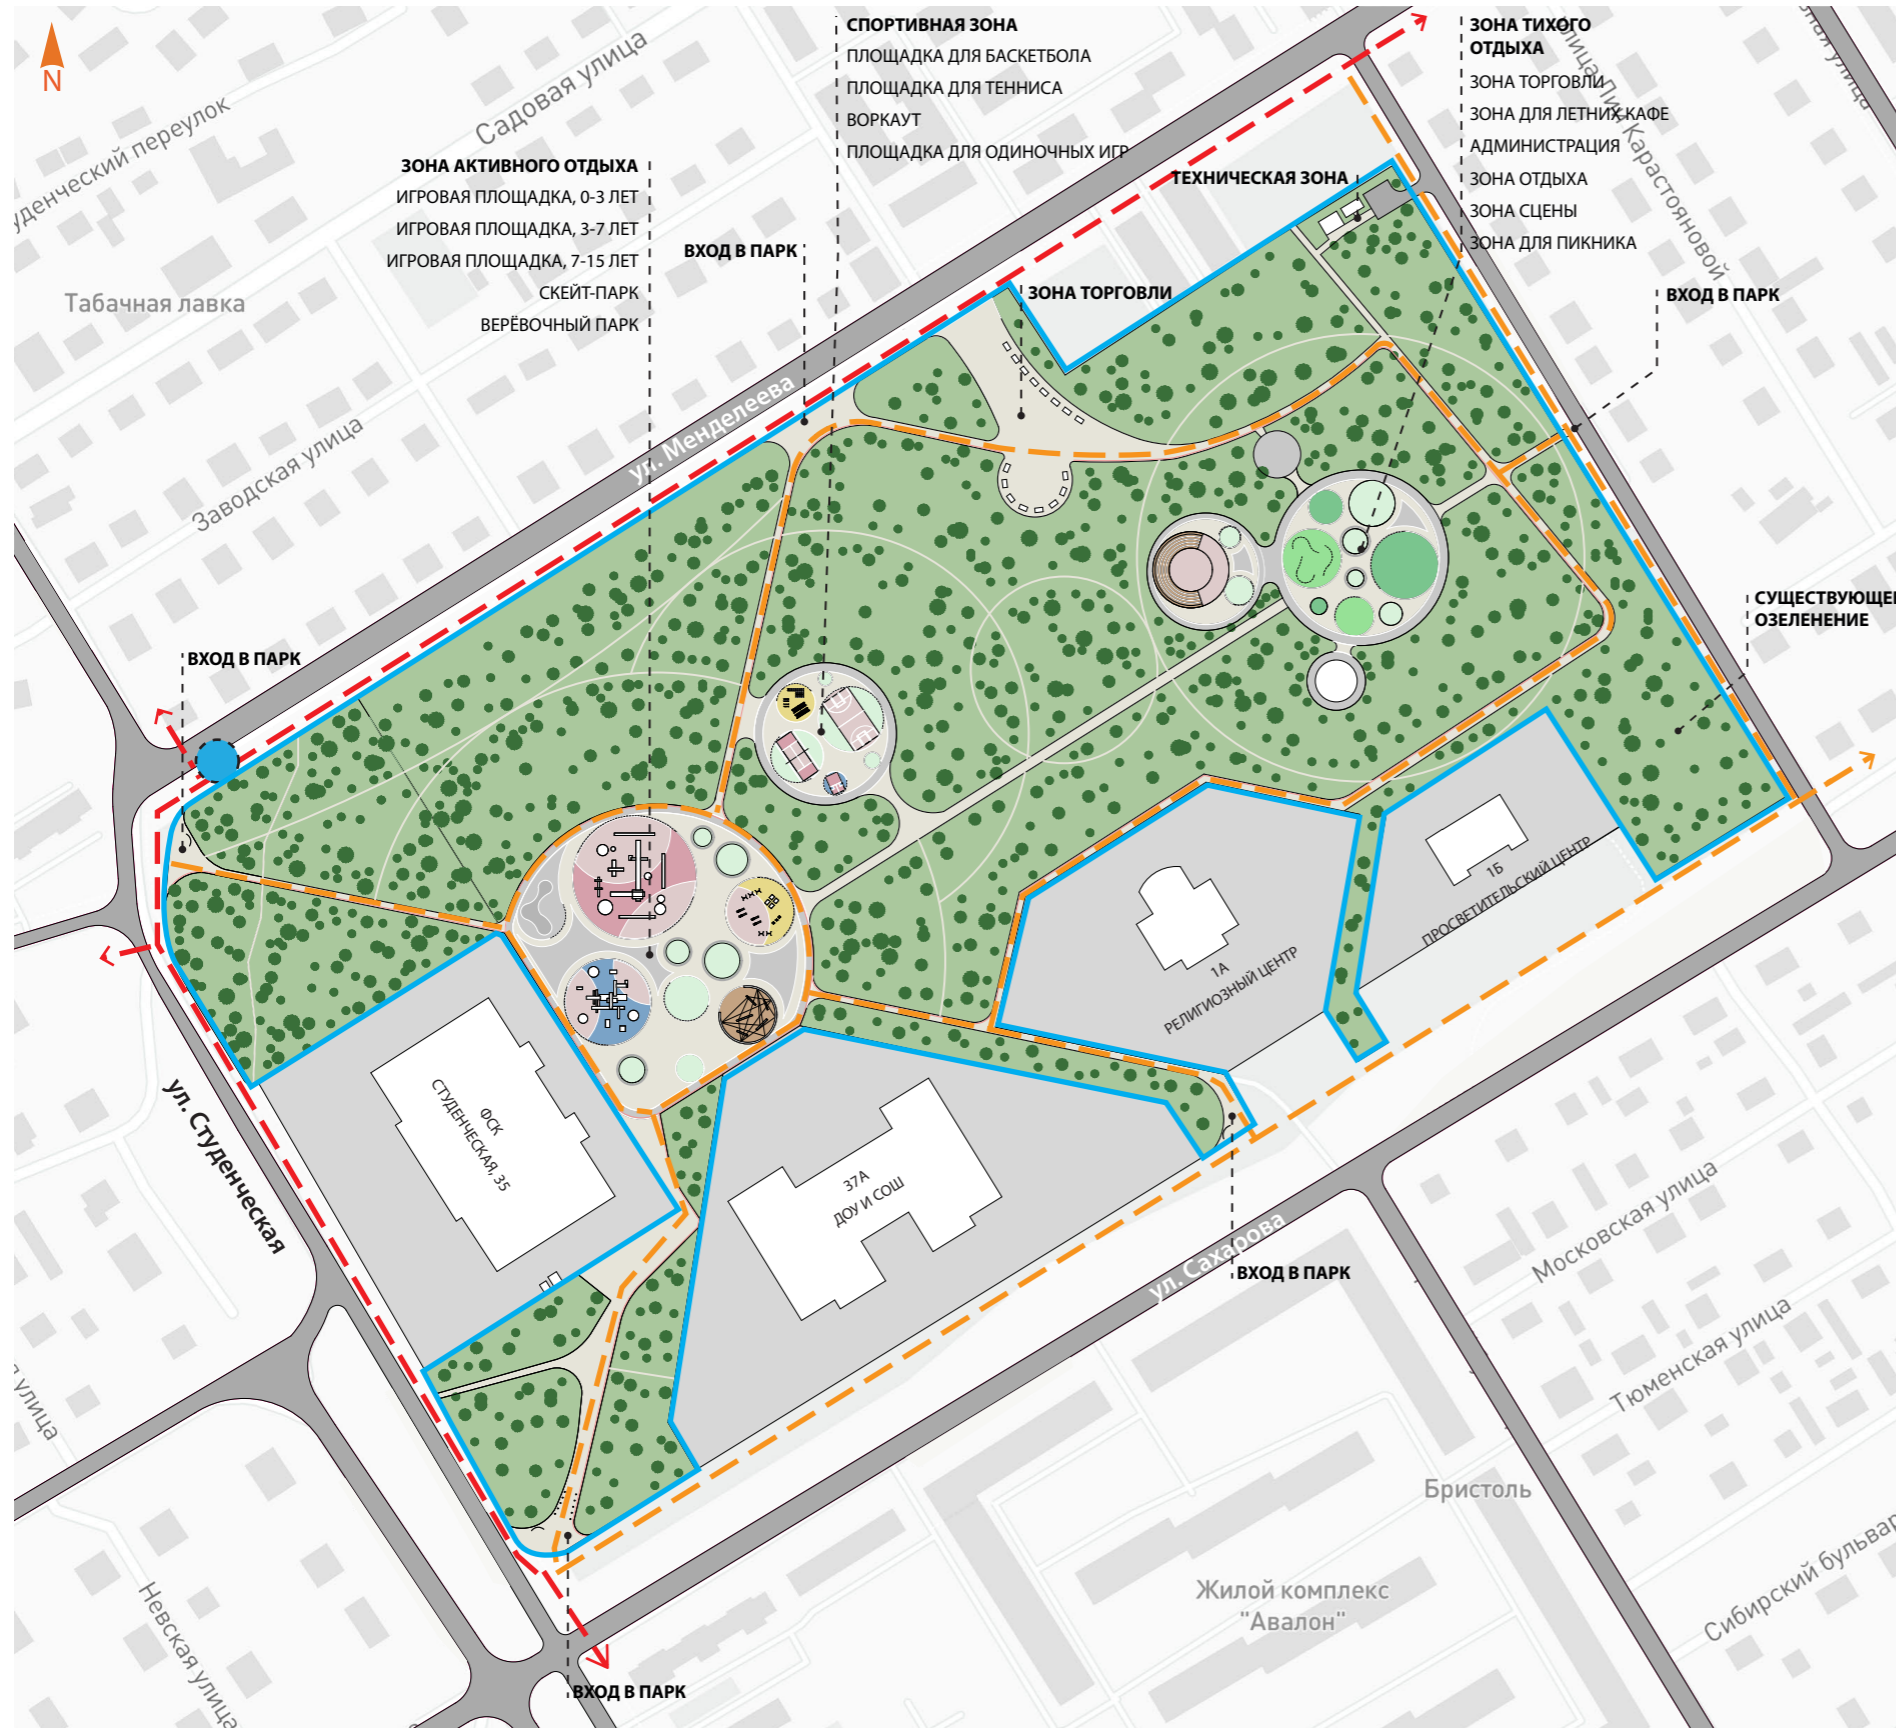 N
СПОРТИВНАЯ ЗОНА
ПЛОЩАДКА ДЛЯ БАСКЕТБОЛА
ПЛОЩАДКА ДЛЯ ТЕННИСА
ВОРКАУТ
ПЛОЩАДКА ДЛЯ ОДИНОЧНЫХ ИГР
ЗОНА ТИХОГО
ОТДЫХА
ЗОНА ТОРГОВЛИ
ЗОНА ДЛЯ ЛЕТНИХ КАФЕ
АДМИНИСТРАЦИЯ
ЗОНА ОТДЫХА
ЗОНА СЦЕНЫ
ЗОНА ДЛЯ ПИКНИКА
ЗОНА АКТИВНОГО ОТДЫХА
ИГРОВАЯ ПЛОЩАДКА, 0-3 ЛЕТ
ИГРОВАЯ ПЛОЩАДКА, 3-7 ЛЕТ
ИГРОВАЯ ПЛОЩАДКА, 7-15 ЛЕТ
СКЕЙТ-ПАРК
ВЕРЁВОЧНЫЙ ПАРК
ТЕХНИЧЕСКАЯ ЗОНА
ВХОД В ПАРК
ЗОНА ТОРГОВЛИ
ВХОД В ПАРК
уденческий переулок
Садовая улица
Карастояновой
улица
Табачная лавка
Заводская улица
ул. Менделеева
СУЩЕСТВУЮЩЕЕ
ОЗЕЛЕНЕНИЕ
ВХОД В ПАРК
1Б
ПРОСВЕТИТЕЛЬСКИЙ ЦЕНТР
1А
РЕЛИГИОЗНЫЙ ЦЕНТР
ФСК
СТУДЕНЧЕСКАЯ, 35
37А
ДОУ И СОШ
ул. Студенческая
ул. Сахарова
ВХОД В ПАРК
Московская улица
Тюменская улица
улица
Бристоль
Жилой комплекс
"Авалон"
Сибирский бульвар
Невская улица
ВХОД В ПАРК